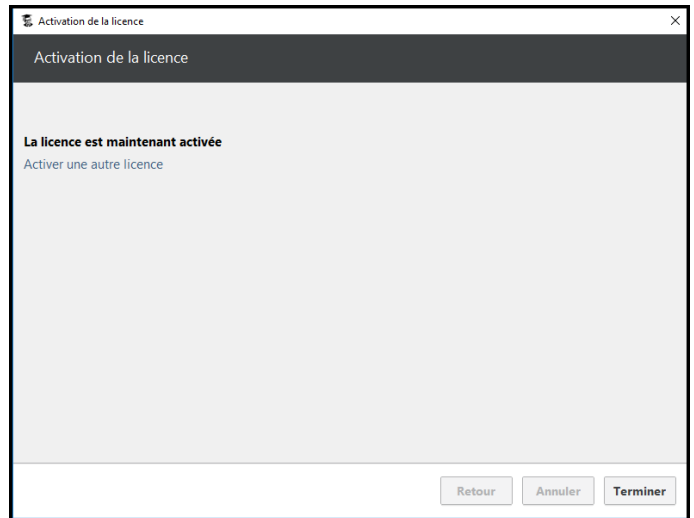 Activation de la licence
Activation de la licence
La licence est maintenant activée
Activer une autre licence
Retour Annuler Terminer